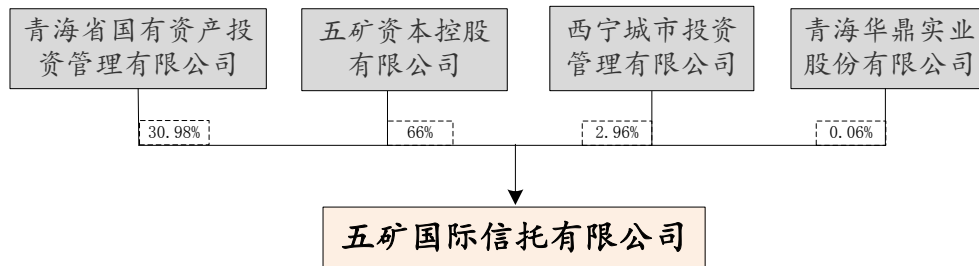 青海省国有资产投
资管理有限公司
五矿资本控股
有限公司
西宁城市投资
管理有限公司
青海华鼎实业
股份有限公司
30.98%
66%
2.96%
0.06%
五矿国际信托有限公司